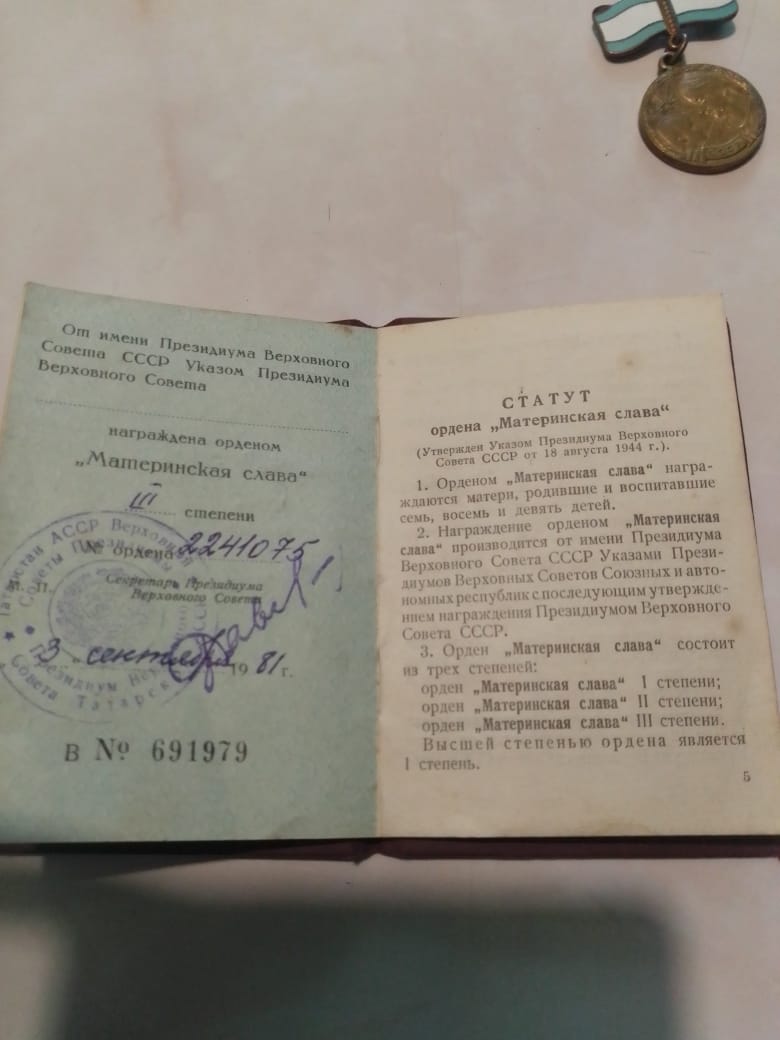 От имени Президиума Верховного
Совета СССР Указом Президиума
Верховного Совета
награждена орденом
„Материнская слава“
III степени
№ ордена 2241075
М. П.
Секретарь Президиума
Верховного Совета
3 сентября 1981 г.
В № 691979
СТАТУТ
ордена „Материнская слава“
(Утвержден Указом Президиума Верховного
Совета СССР от 18 августа 1944 г.).
1. Орденом „Материнская слава“ награ-
ждаются матери, родившие и воспитавшие
семь, восемь и девять детей.
2. Награждение орденом „Материнская
слава“ производится от имени Президиума
Верховного Совета СССР Указами Прези-
диумов Верховных Советов Союзных и авто-
номных республик с последующим утвержде-
нием награждения Президиумом Верховного
Совета СССР.
3. Орден „Материнская слава“ состоит
из трех степеней:
орден „Материнская слава“ I степени;
орден „Материнская слава“ II степени;
орден „Материнская слава“ III степени.
Высшей степенью ордена является
I степень.
5